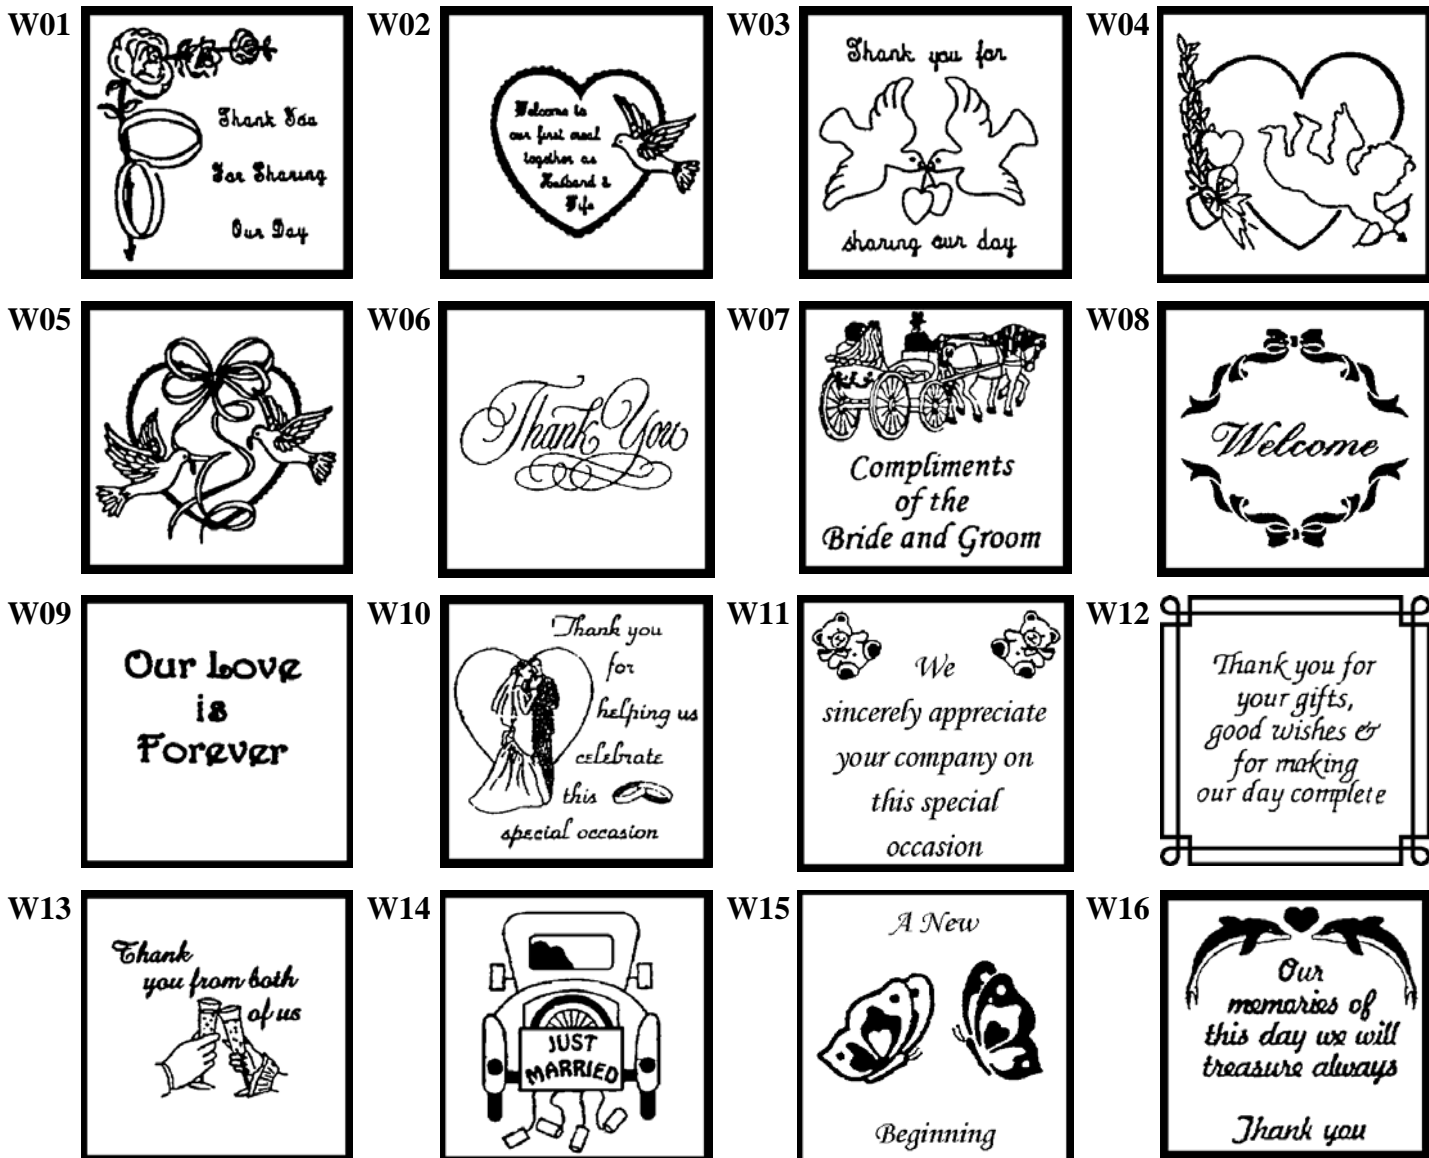 W01
Thank You
For Sharing
Our Day
W02
Welcome to
our first meal
together as
Husband &
Wife
W03
Thank you for
sharing our day
W04
W05
W06
Thank You
W07
Compliments
of the
Bride and Groom
W08
Welcome
W09
Our Love
is
Forever
W10
Thank you
for
helping us
celebrate
this
special occasion
W11
We
sincerely appreciate
your company on
this special
occasion
W12
Thank you for
your gifts,
good wishes &
for making
our day complete
W13
Thank
you from both
of us
W14
JUST
MARRIED
W15
A New
Beginning
W16
Our
memories of
this day we will
treasure always
Thank you